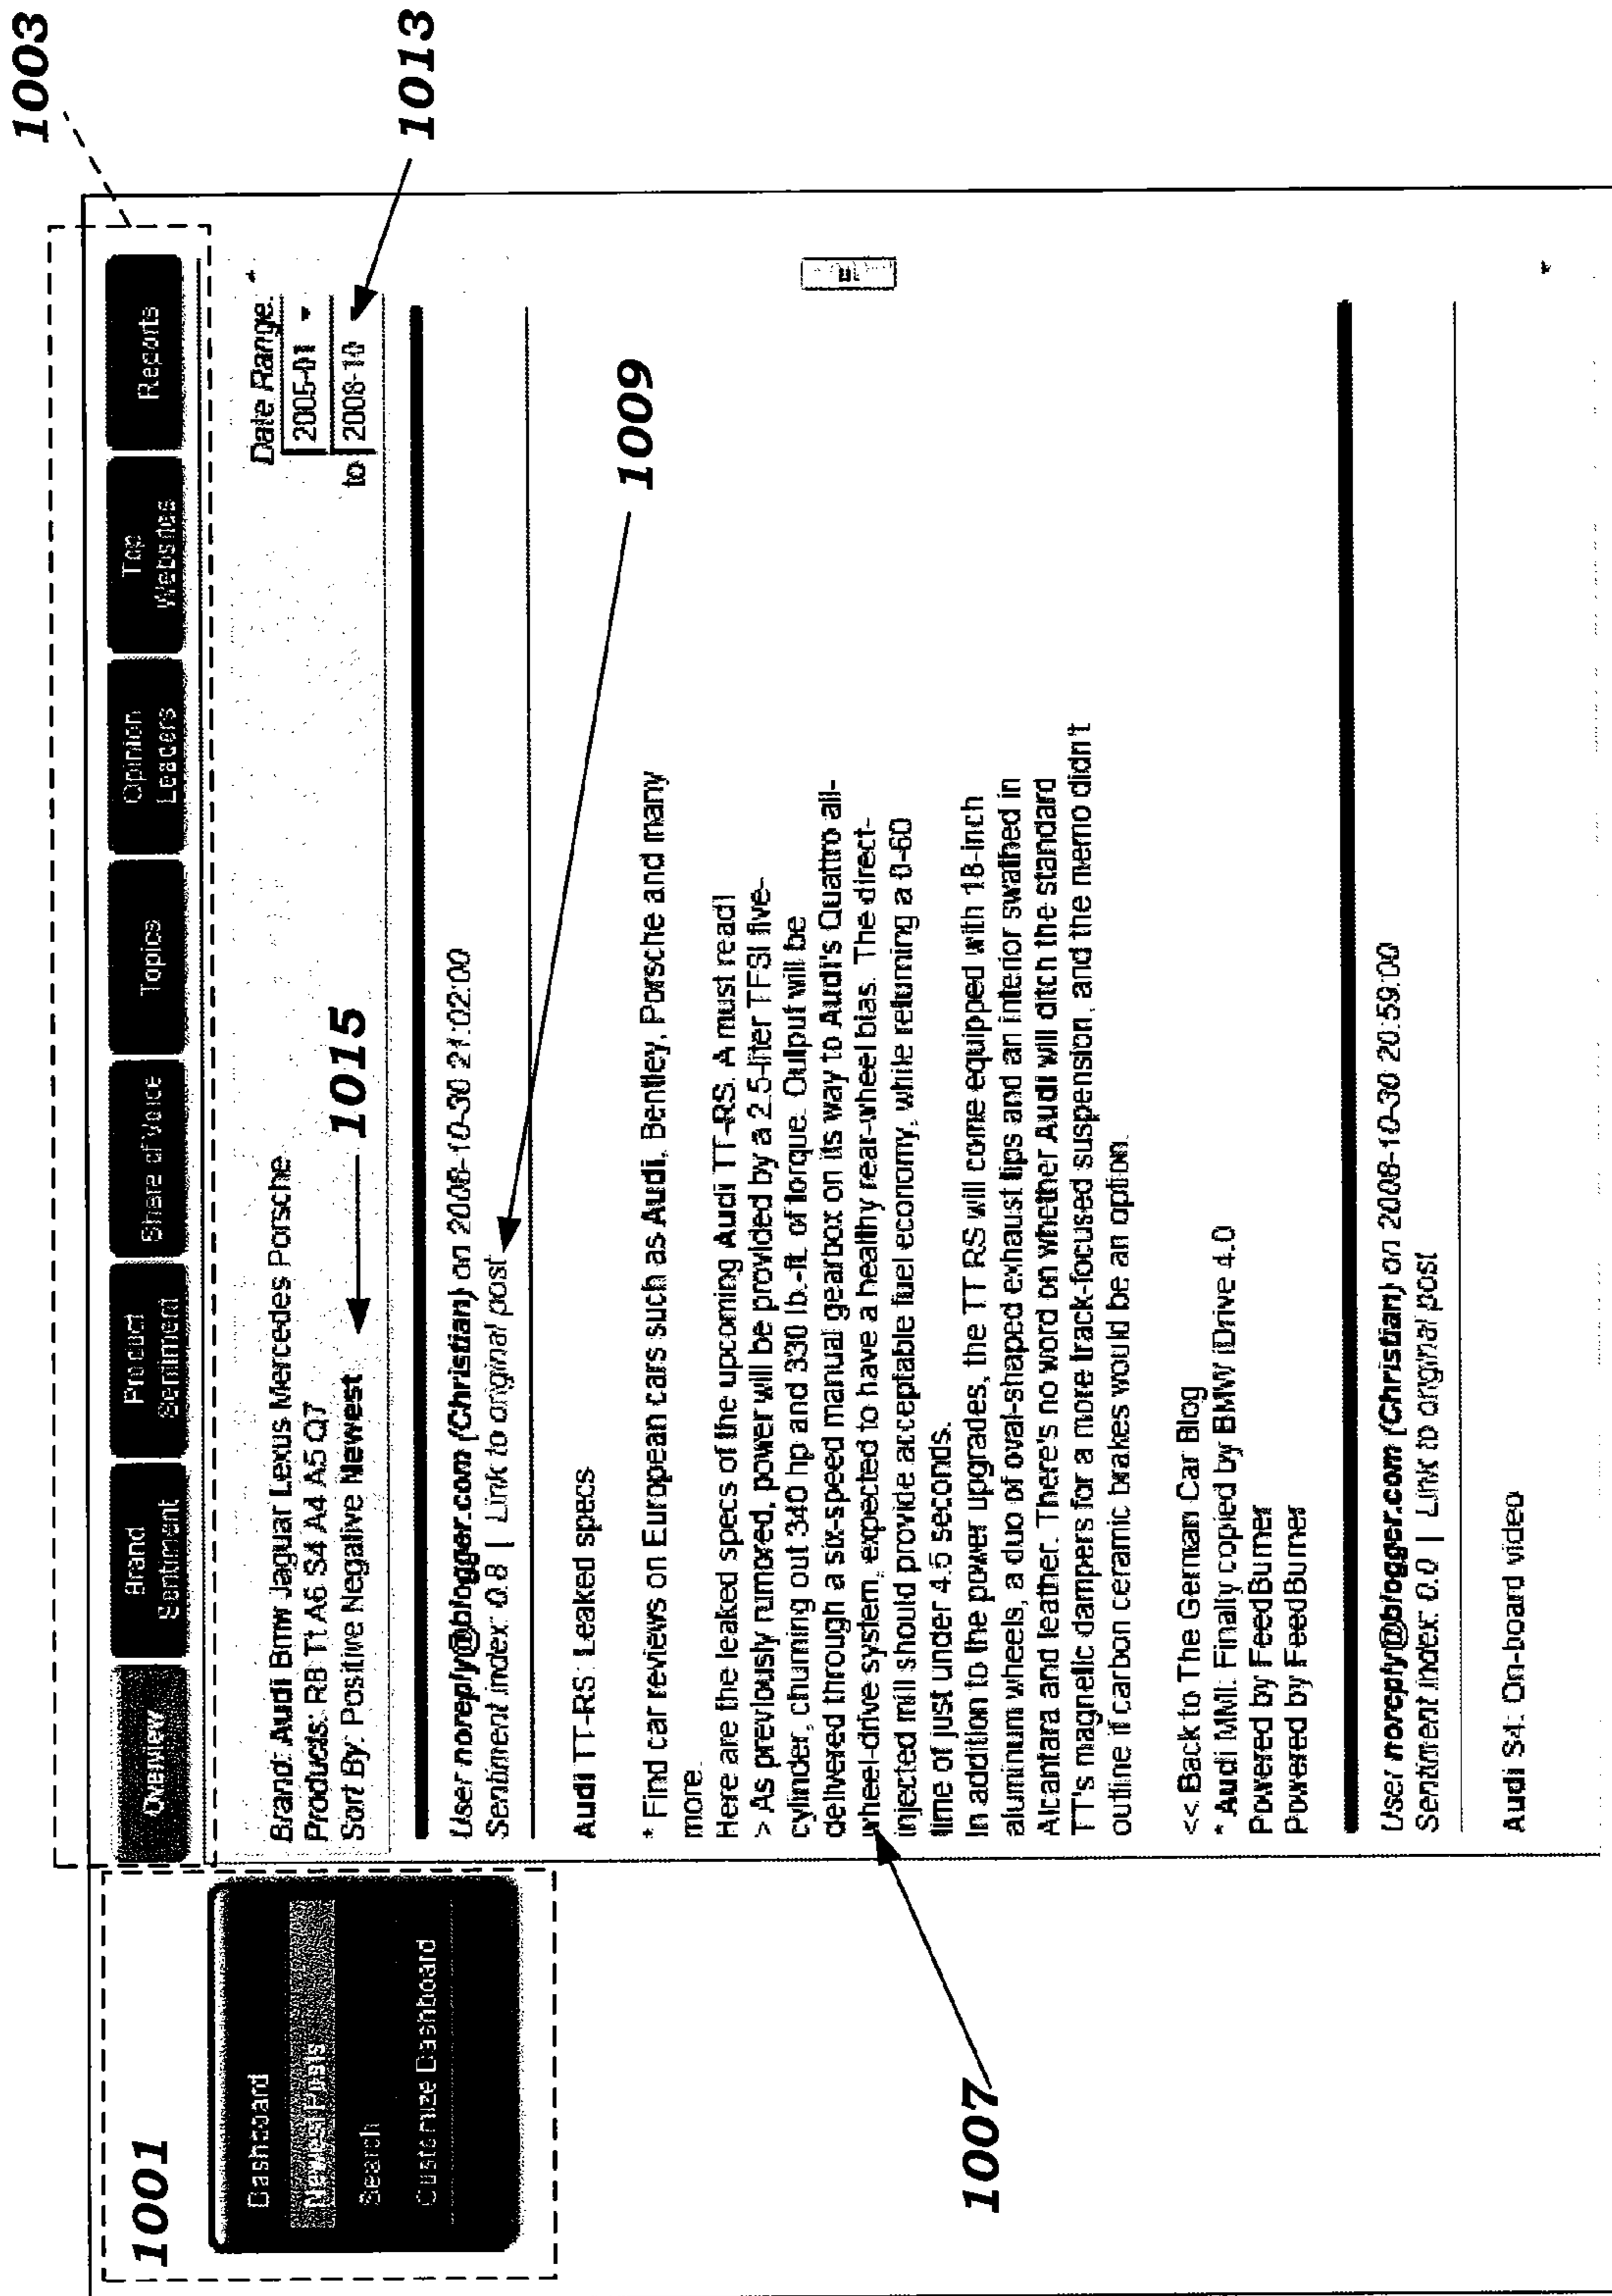 1003
Overview
Brand
Sentiment
Product
Sentiment
Share of Voice
Topics
Opinion
Leaders
Top
Websites
Reports
1001
Dashboard
Newest Posts
Search
Customize Dashboard
Brand: Audi Bmw Jaguar Lexus Mercedes Porsche
Products: R8 Tt A6 S4 A4 A5 Q7
Sort By: Positive Negative Newest
1015
Date Range:
2005-01
to 2008-10
1013
User noreply@blogger.com (Christian) on 2008-10-30 21:02:00
Sentiment index: 0.8 | Link to original post
1009
Audi TT-RS: Leaked specs
* Find car reviews on European cars such as Audi, Bentley, Porsche and many
more.
Here are the leaked specs of the upcoming Audi TT-RS. A must read!
> As previously rumored, power will be provided by a 2.5-liter TFSI five-
cylinder, churning out 340 hp and 330 lb.-ft. of torque. Output will be
delivered through a six-speed manual gearbox on its way to Audi's Quattro all-
wheel-drive system, expected to have a healthy rear-wheel bias. The direct-
injected mill should provide acceptable fuel economy, while returning a 0-60
time of just under 4.5 seconds.
In addition to the power upgrades, the TT RS will come equipped with 18-inch
aluminum wheels, a duo of oval-shaped exhaust tips and an interior swathed in
Alcantara and leather. There's no word on whether Audi will ditch the standard
TT's magnetic dampers for a more track-focused suspension, and the memo didn't
outline if carbon ceramic brakes would be an option.
1007
<< Back to The German Car Blog
* Audi MMI: Finally copied by BMW iDrive 4.0
Powered by FeedBurner
Powered by FeedBurner
User noreply@blogger.com (Christian) on 2008-10-30 20:59:00
Sentiment index: 0.0 | Link to original post
Audi S4: On-board video